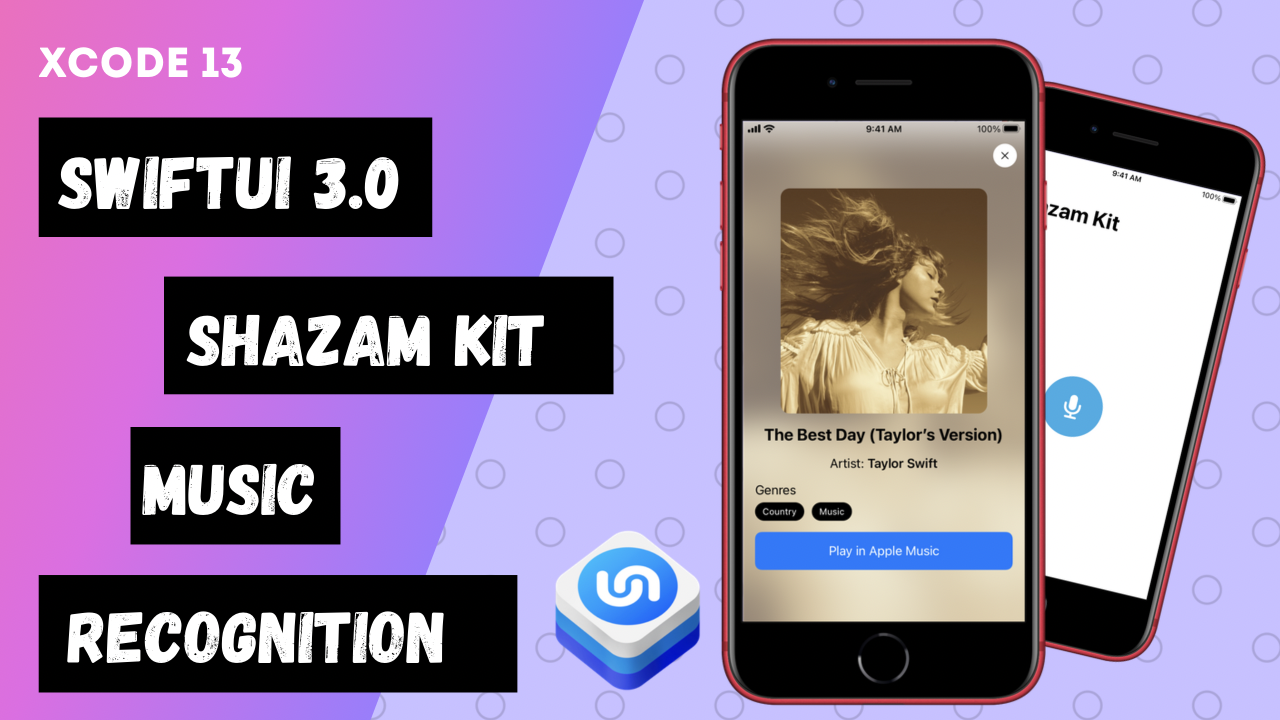 XCODE 13
SWIFTUI 3.0
SHAZAM KIT
MUSIC
RECOGNITION
9:41 AM
100%
The Best Day (Taylor's Version)
Artist: Taylor Swift
Genres
Country
Music
Play in Apple Music
9:41 AM
100%
zam Kit